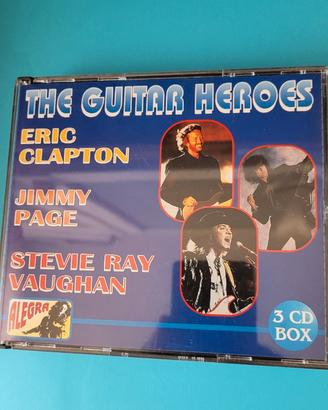 THE GUITAR HEROES
ERIC
CLAPTON
JIMMY
PAGE
STEVIE RAY
VAUGHAN
ALEGRA
3 CD
BOX